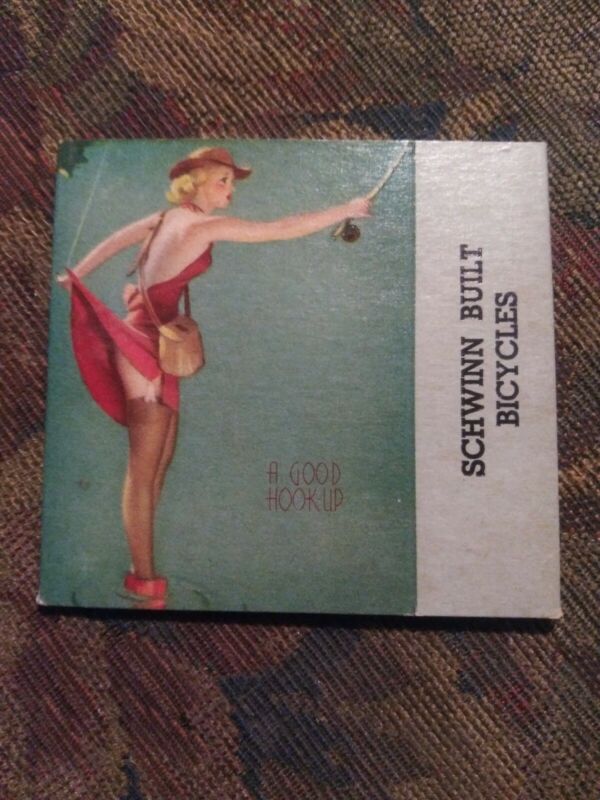 A GOOD
HOOK-UP
SCHWINN BUILT
BICYCLES